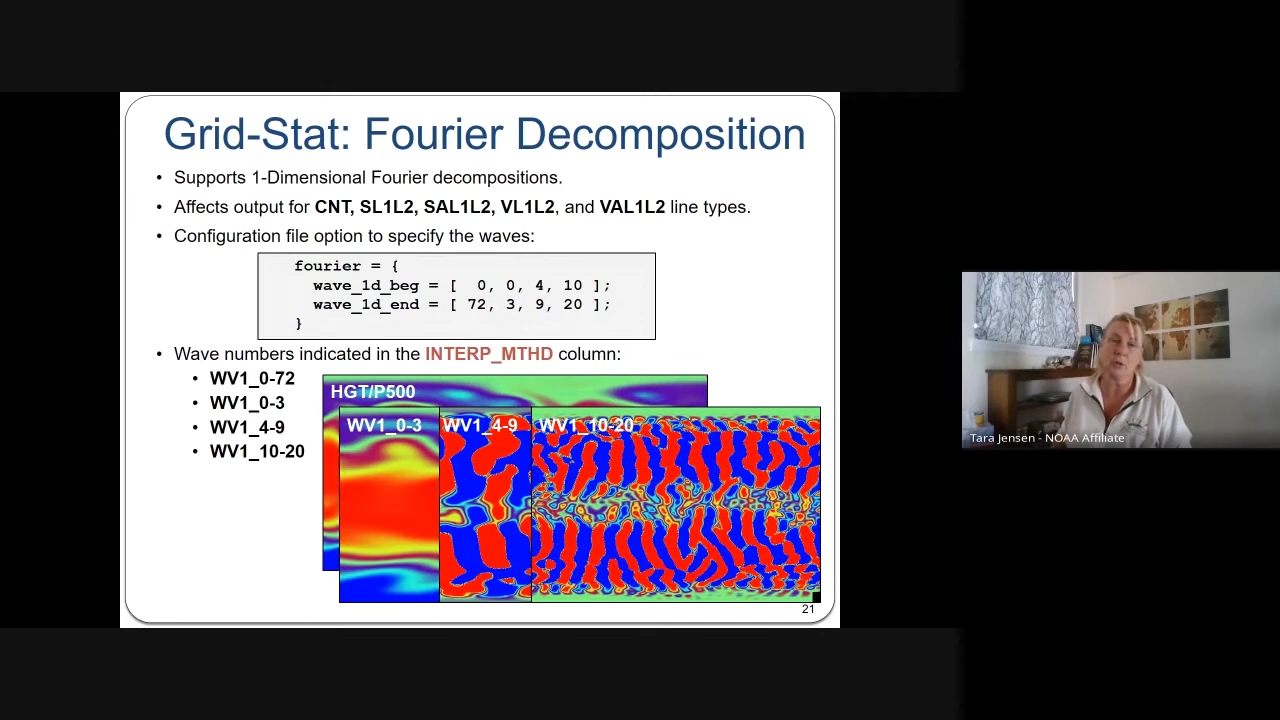 Grid-Stat: Fourier Decomposition
• Supports 1-Dimensional Fourier decompositions.
• Affects output for CNT, SL1L2, SAL1L2, VL1L2, and VAL1L2 line types.
• Configuration file option to specify the waves:
fourier = {
wave_1d_beg = [ 0, 0, 4, 10 ];
wave_1d_end = [ 72, 3, 9, 20 ];
}
• Wave numbers indicated in the INTERP_MTHD column:
• WV1_0-72
• WV1_0-3
• WV1_4-9
• WV1_10-20
HGT/P500
WV1_0-3
WV1_4-9
WV1_10-20
21
Tara Jensen - NOAA Affiliate